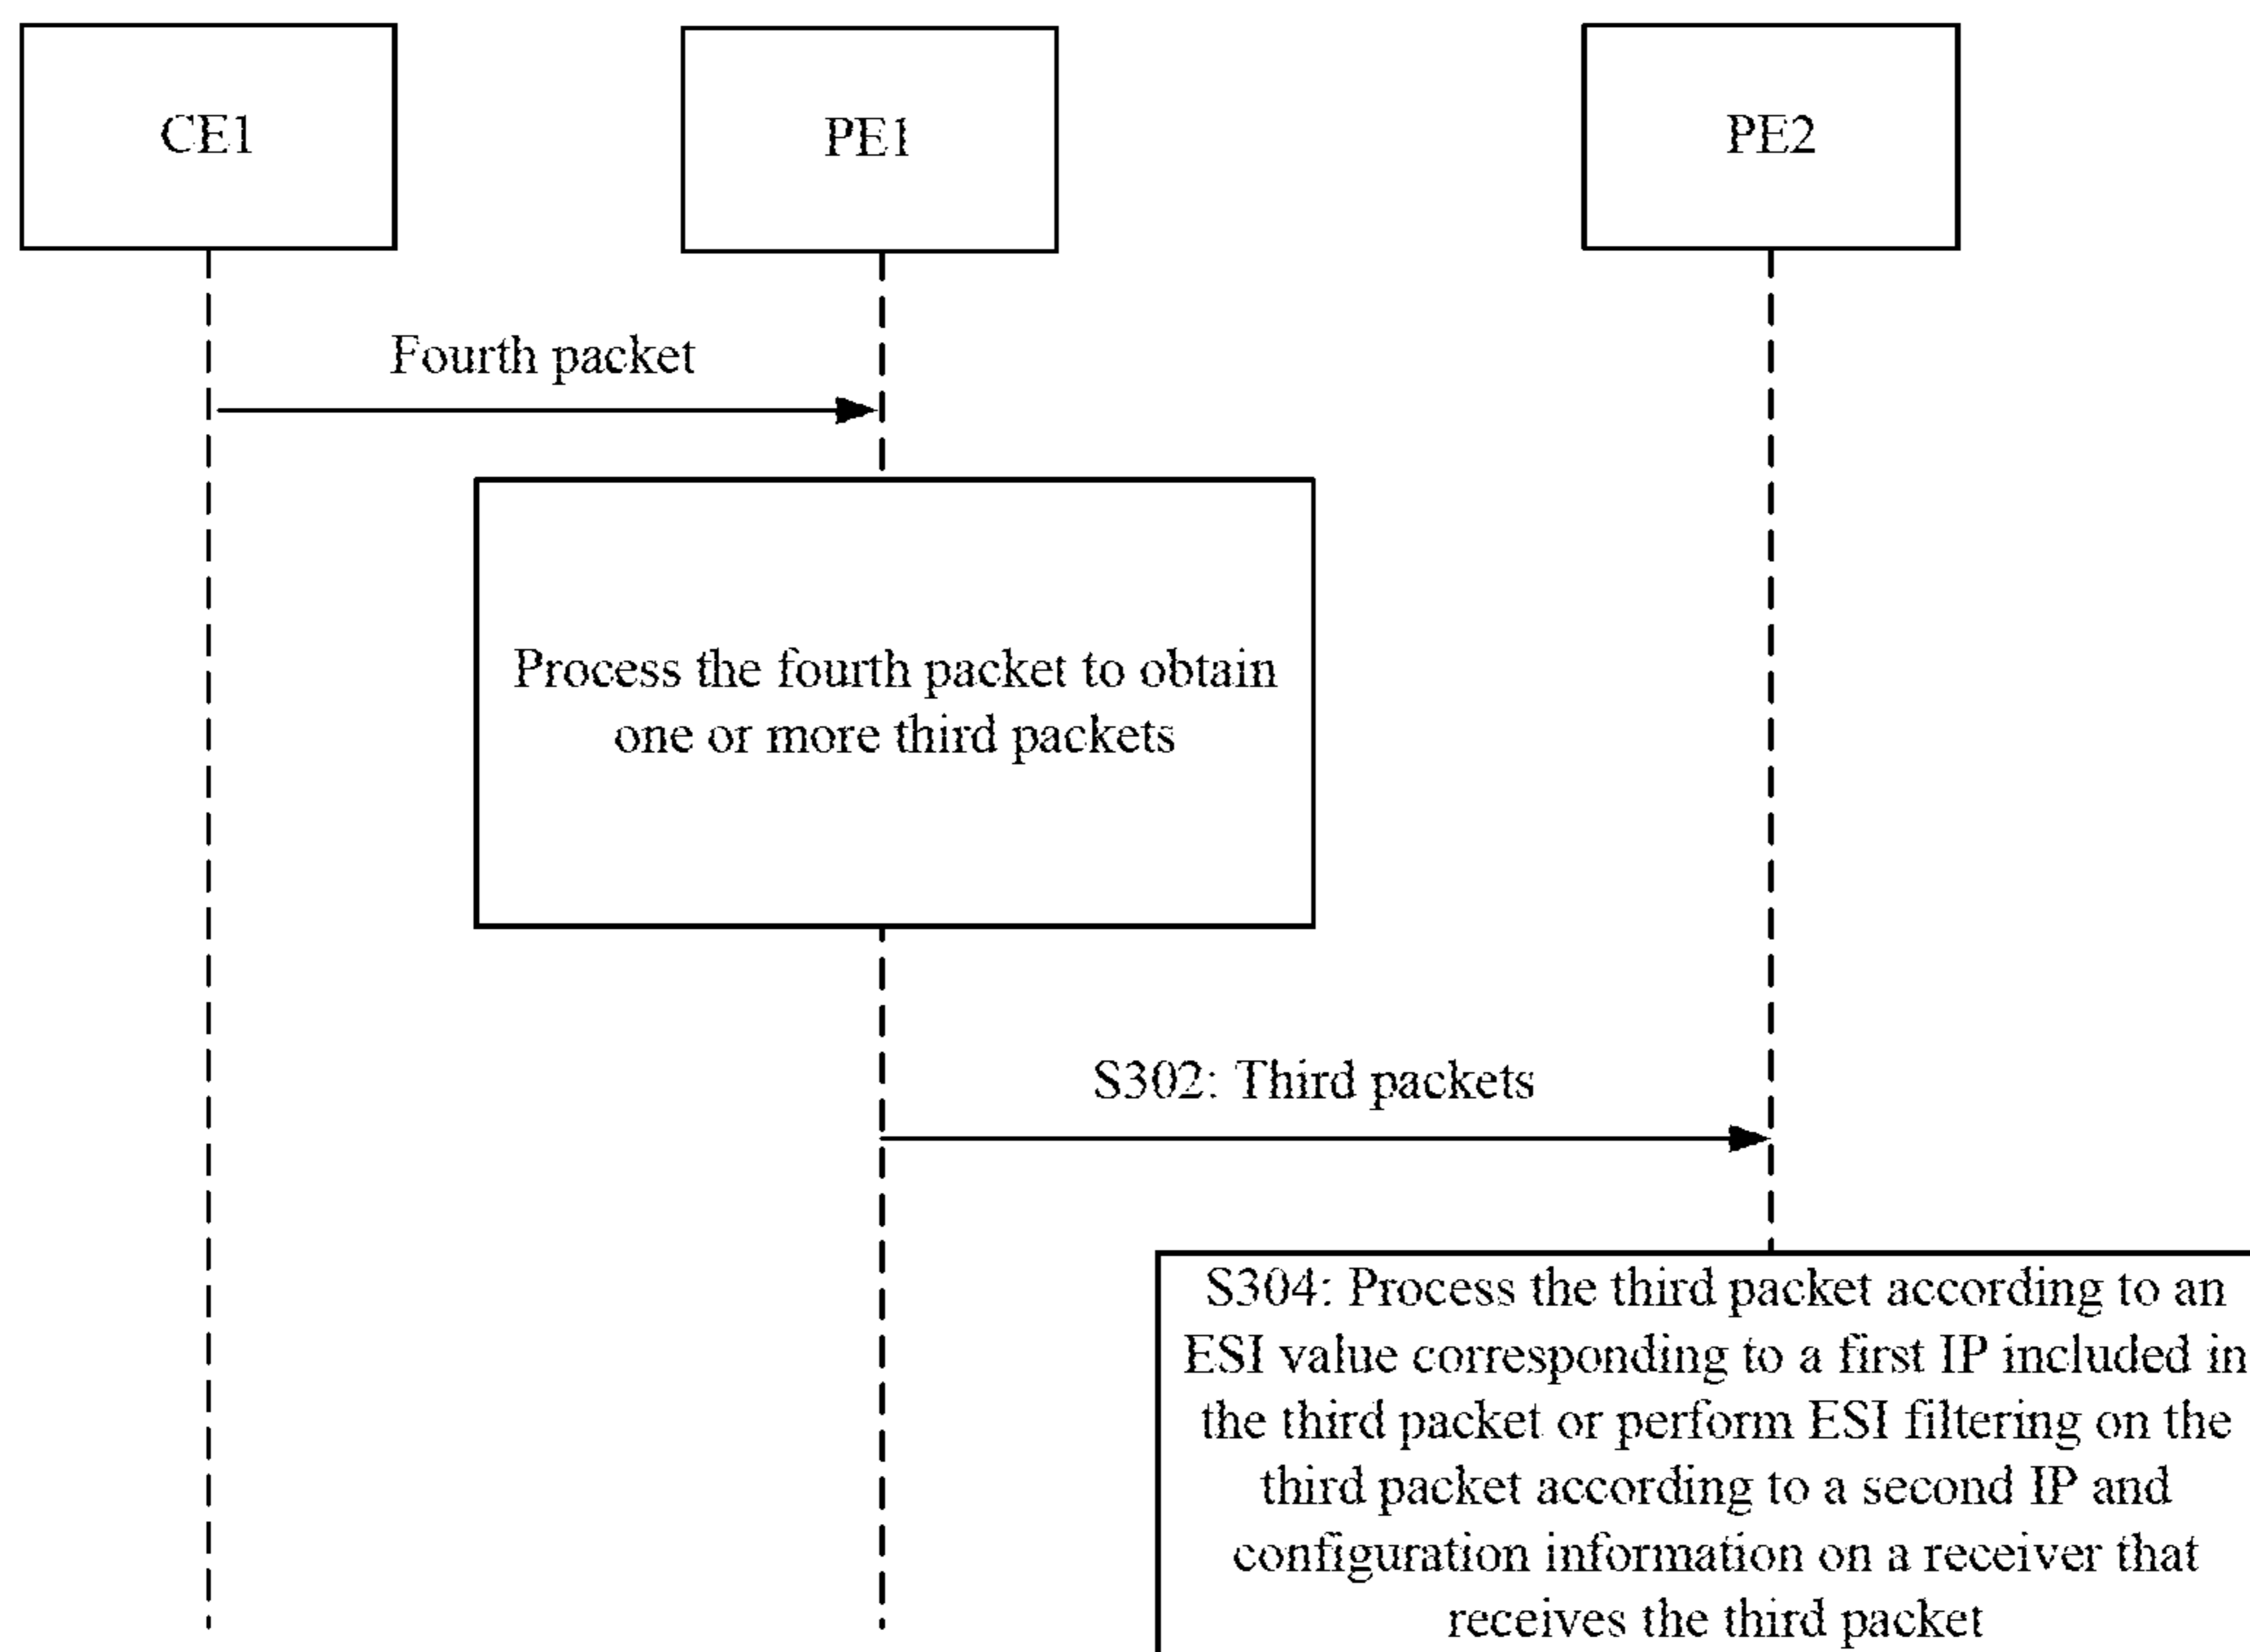 CE1
PE1
PE2
Fourth packet
Process the fourth packet to obtain
one or more third packets
S302: Third packets
S304: Process the third packet according to an
ESI value corresponding to a first IP included in
the third packet or perform ESI filtering on the
third packet according to a second IP and
configuration information on a receiver that
receives the third packet